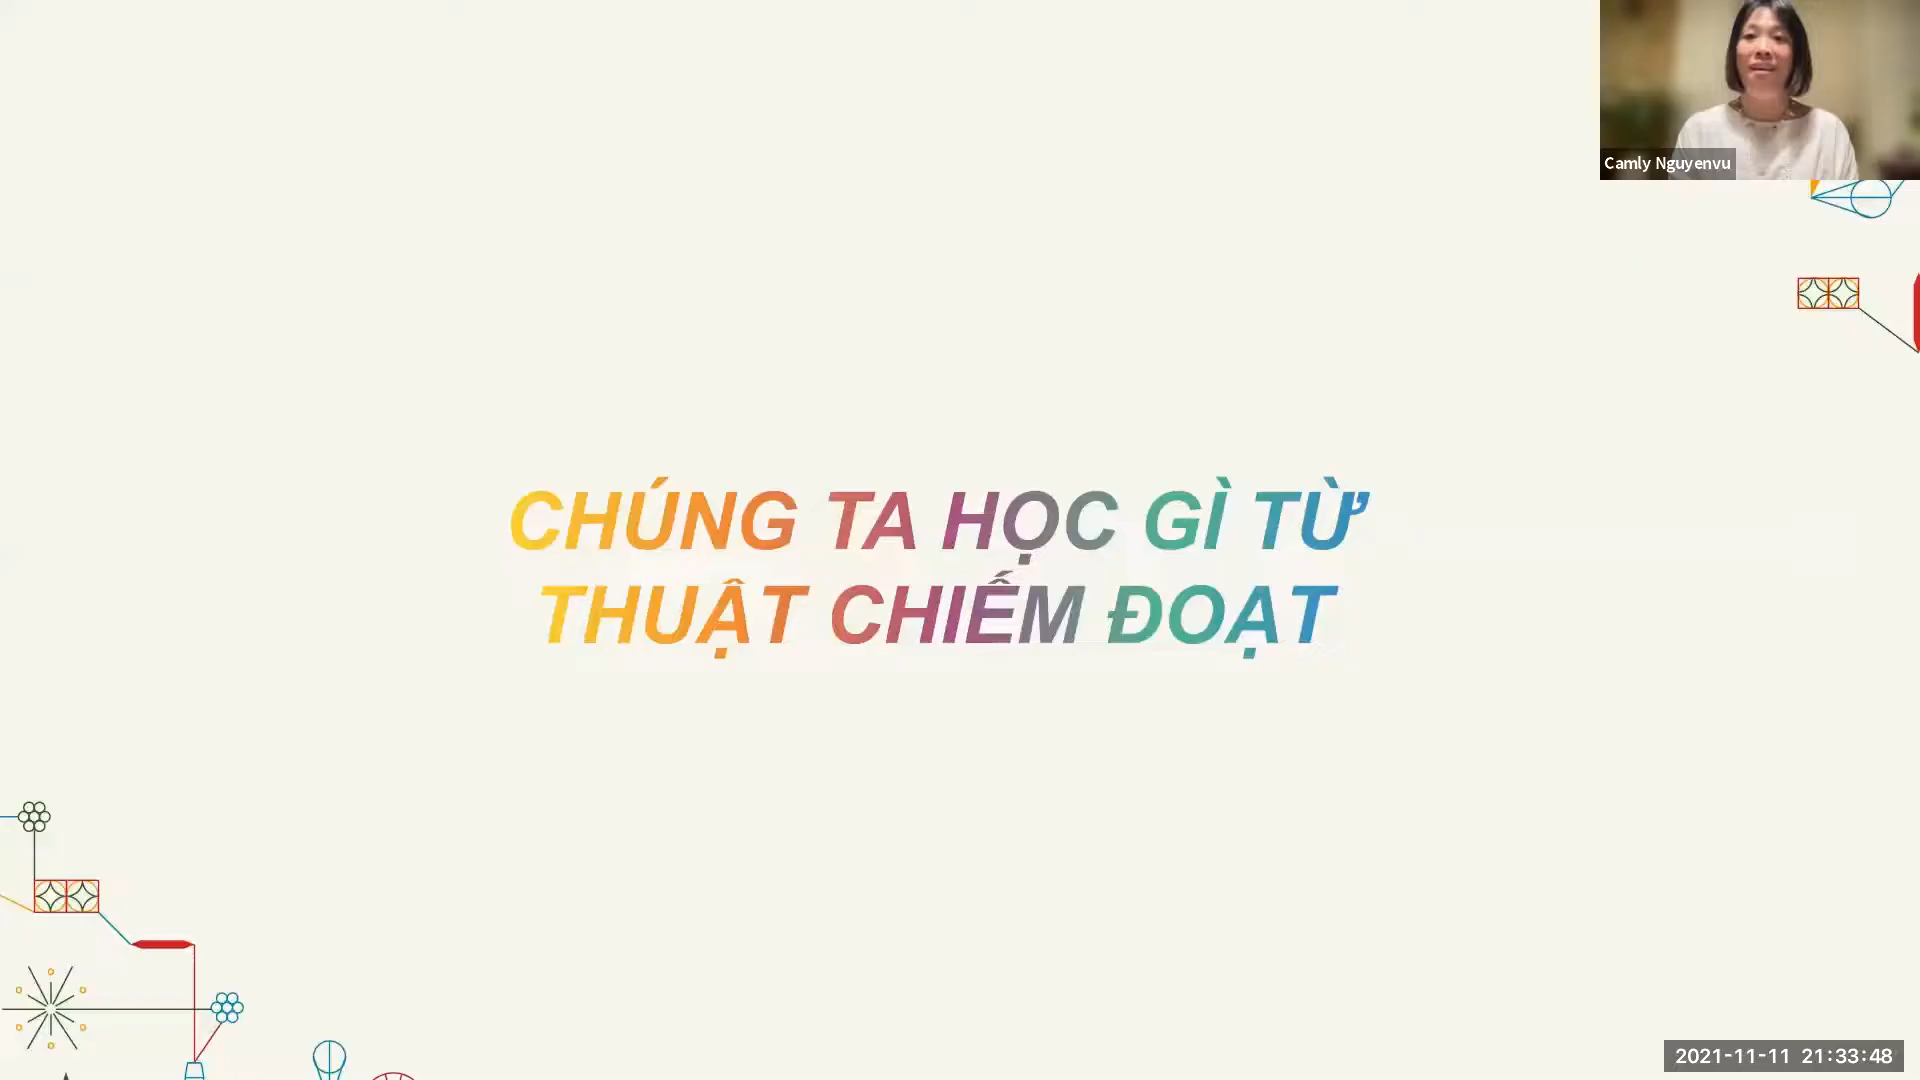 Camly Nguyenvu
CHÚNG TA HỌC GÌ TỪ
THUẬT CHIẾM ĐOẠT
2021-11-11 21:33:48